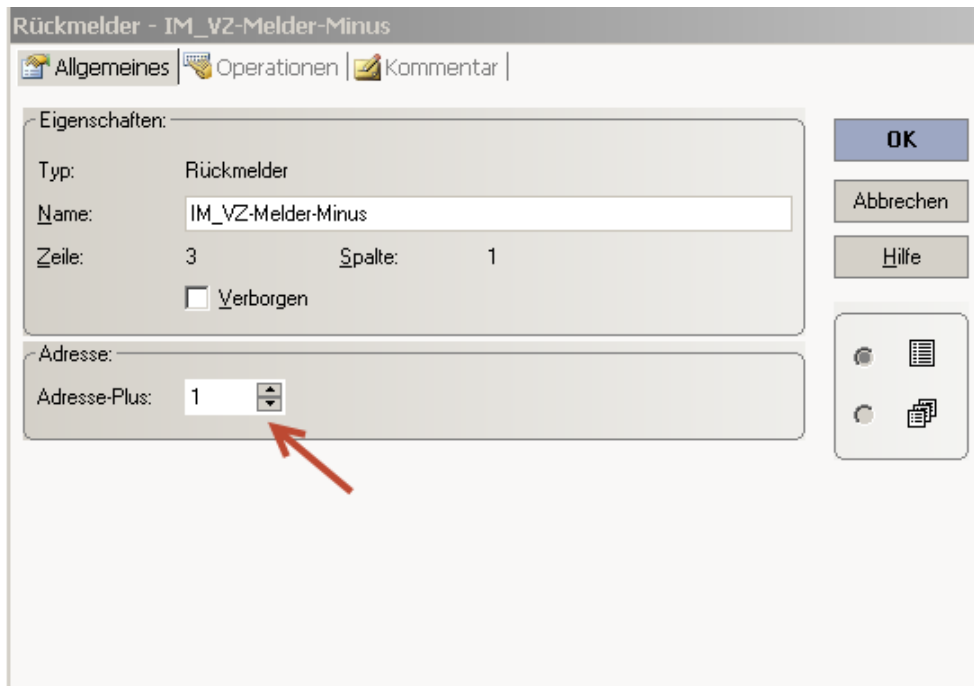 Rückmelder - IM_VZ-Melder-Minus
Allgemeines Operationen Kommentar
Eigenschaften:
Typ: Rückmelder
Name: IM_VZ-Melder-Minus
Zeile: 3 Spalte: 1
Verborgen
Adresse:
Adresse-Plus: 1
OK
Abbrechen
Hilfe